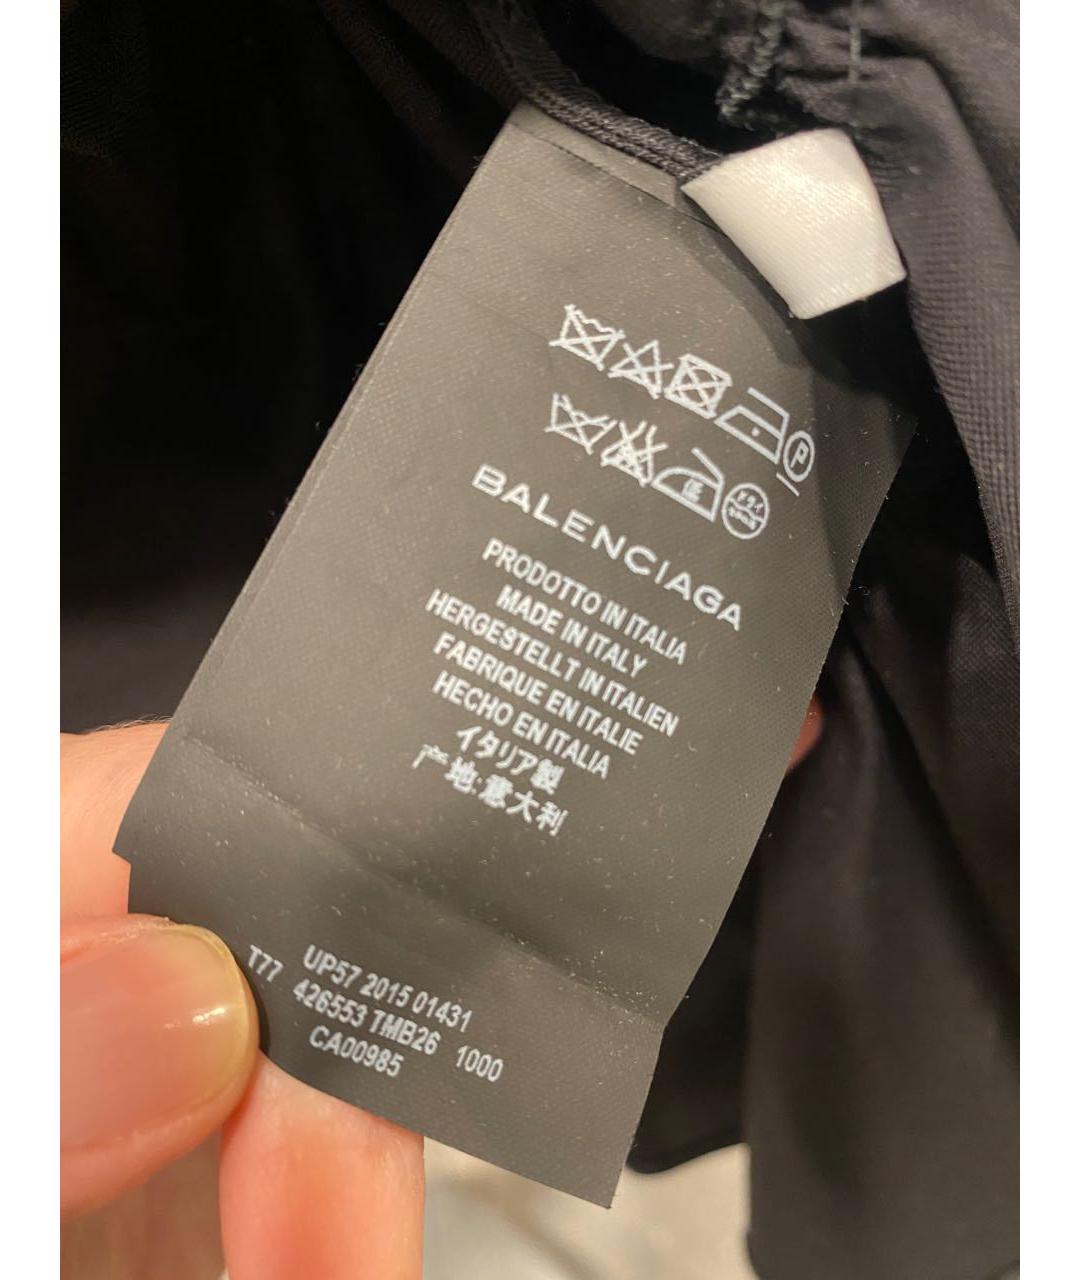 P
BALENCIAGA
PRODOTTO IN ITALIA
MADE IN ITALY
HERGESTELLT IN ITALIEN
FABRIQUE EN ITALIE
HECHO EN ITALIA
イタリア製
产地:意大利
UP57 2015 01431
T77 426553 TMB26 1000
CA00985